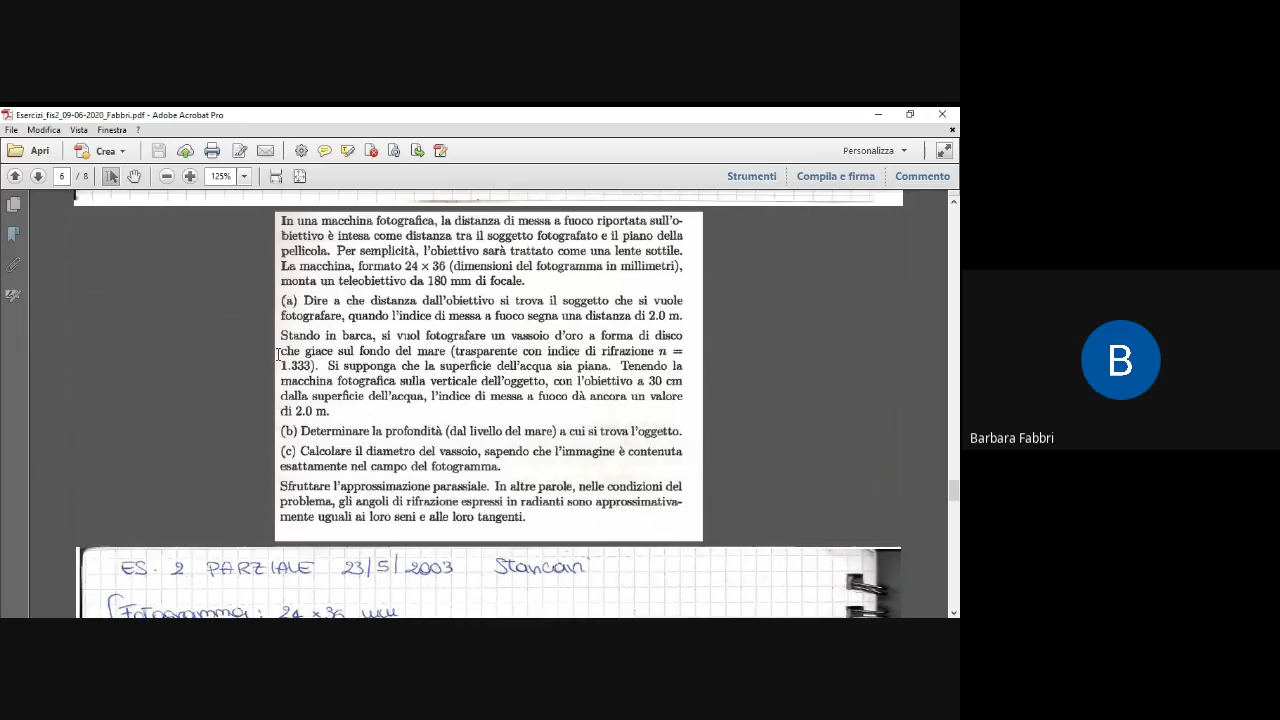 Esercizi_fis2_09-06-2020_Fabbri.pdf - Adobe Acrobat Pro
File Modifica Vista Finestra ?
Apri Crea Personalizza
6 / 8 125% Strumenti Compila e firma Commento
In una macchina fotografica, la distanza di messa a fuoco riportata sull'o-
biettivo è intesa come distanza tra il soggetto fotografato e il piano della
pellicola. Per semplicità, l'obiettivo sarà trattato come una lente sottile.
La macchina, formato 24 × 36 (dimensioni del fotogramma in millimetri),
monta un teleobiettivo da 180 mm di focale.
(a) Dire a che distanza dall'obiettivo si trova il soggetto che si vuole
fotografare, quando l'indice di messa a fuoco segna una distanza di 2.0 m.
Stando in barca, si vuol fotografare un vassoio d'oro a forma di disco
che giace sul fondo del mare (trasparente con indice di rifrazione n =
1.333). Si supponga che la superficie dell'acqua sia piana. Tenendo la
macchina fotografica sulla verticale dell'oggetto, con l'obiettivo a 30 cm
dalla superficie dell'acqua, l'indice di messa a fuoco dà ancora un valore
di 2.0 m.
(b) Determinare la profondità (dal livello del mare) a cui si trova l'oggetto.
(c) Calcolare il diametro del vassoio, sapendo che l'immagine è contenuta
esattamente nel campo del fotogramma.
Sfruttare l'approssimazione parassiale. In altre parole, nelle condizioni del
problema, gli angoli di rifrazione espressi in radianti sono approssimativa-
mente uguali ai loro seni e alle loro tangenti.
ES. 2 PARZIALE 23/5/2003 Stancari
Fotogramma: 24 × 36 mm
B
Barbara Fabbri